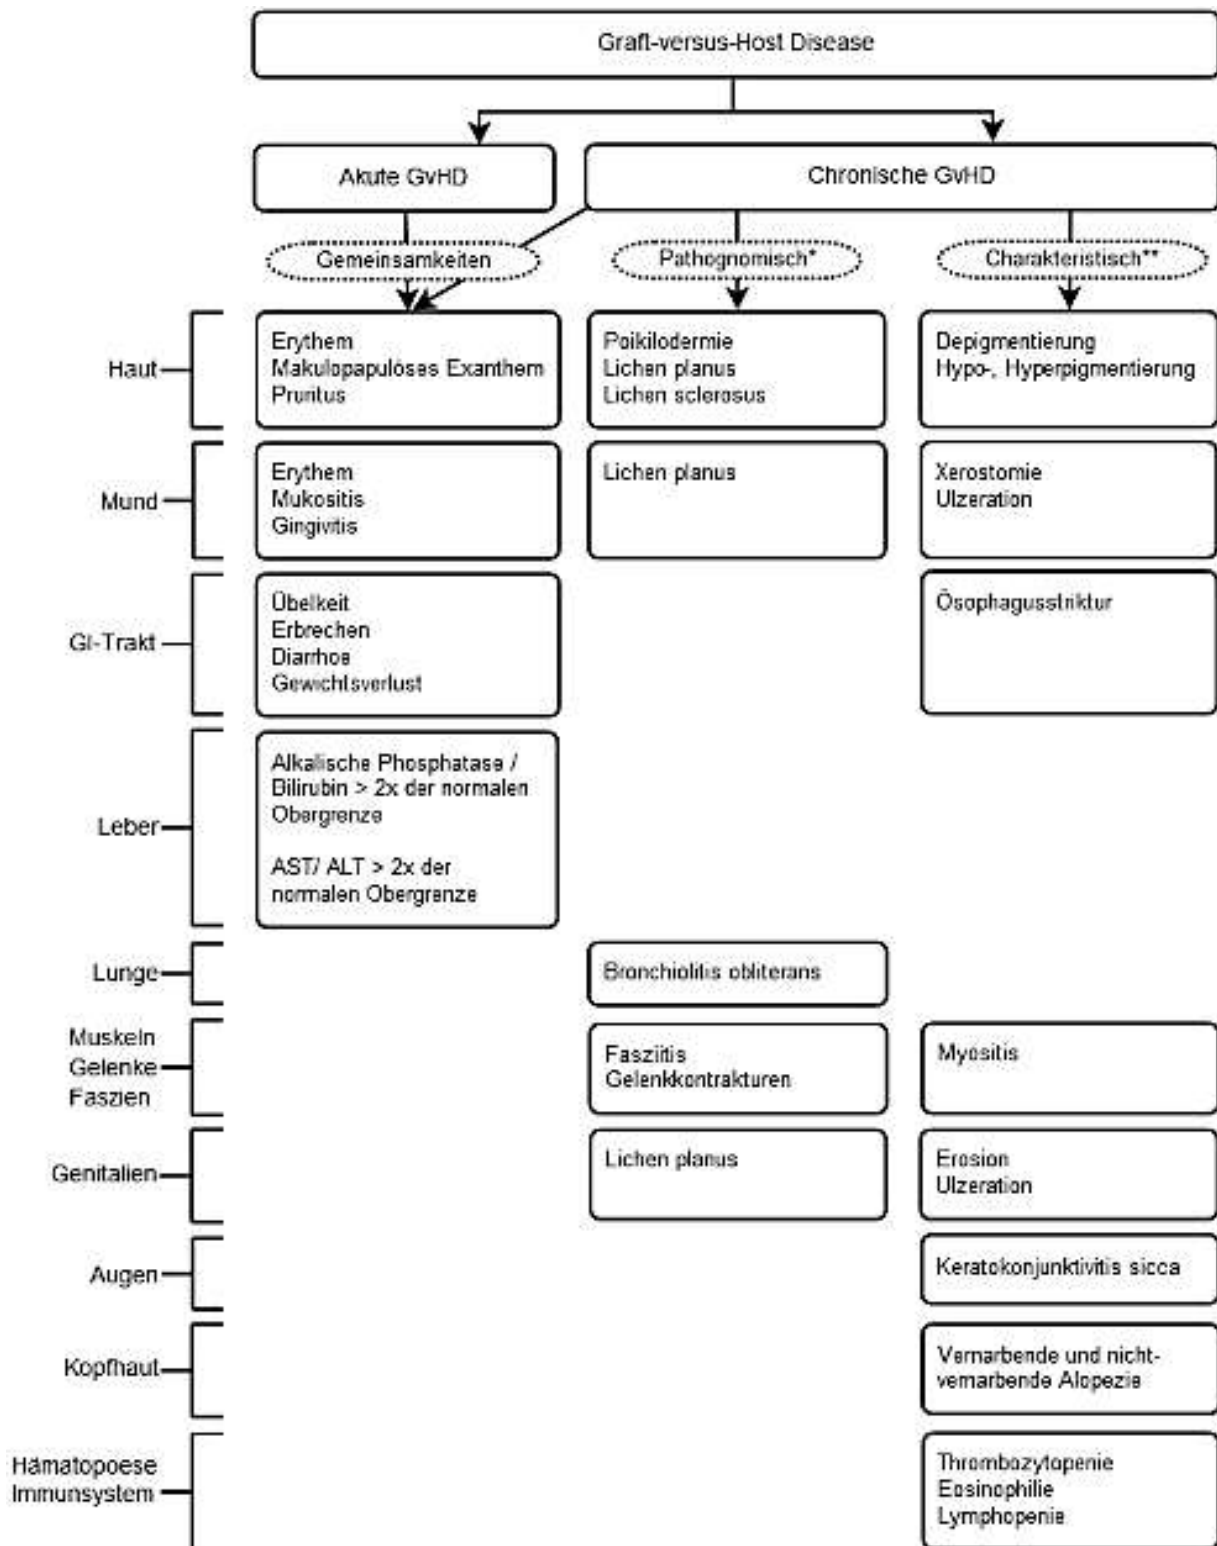 Graft-versus-Host Disease
Akute GvHD
Chronische GvHD
Gemeinsamkeiten
Pathognomisch*
Charakteristisch**
Haut
Erythem
Makulopapulöses Exanthem
Pruritus
Poikilodermie
Lichen planus
Lichen sclerosus
Depigmentierung
Hypo-, Hyperpigmentierung
Mund
Erythem
Mukositis
Gingivitis
Lichen planus
Xerostomie
Ulzeration
GI-Trakt
Übelkeit
Erbrechen
Diarrhoe
Gewichtsverlust
Ösophagusstriktur
Leber
Alkalische Phosphatase /
Bilirubin > 2x der normalen
Obergrenze
AST/ ALT > 2x der
normalen Obergrenze
Lunge
Bronchiolitis obliterans
Muskeln
Gelenke
Faszien
Fasziitis
Gelenkkontrakturen
Myositis
Genitalien
Lichen planus
Erosion
Ulzeration
Augen
Keratokonjunktivitis sicca
Kopfhaut
Vernarbende und nicht-
vernarbende Alopezie
Hämatopoese
Immunsystem
Thrombozytopenie
Eosinophilie
Lymphopenie